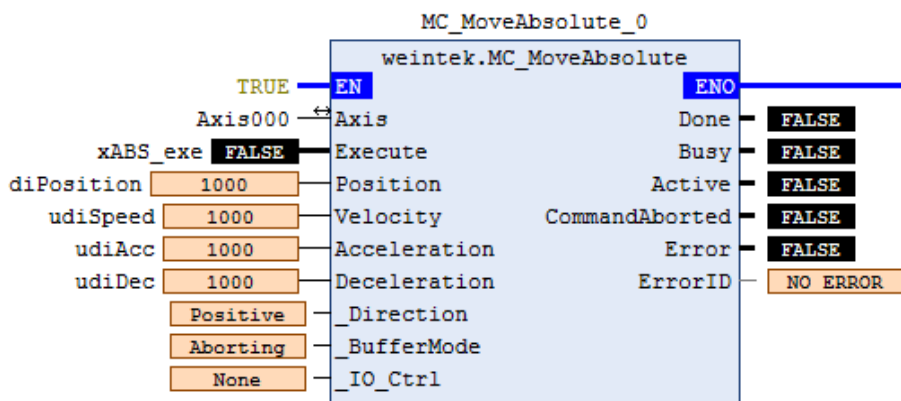 MC_MoveAbsolute_0
weintek.MC_MoveAbsolute
TRUE EN ENO
Axis000 Axis Done FALSE
xABS_exe FALSE Execute Busy FALSE
diPosition 1000 Position Active FALSE
udiSpeed 1000 Velocity CommandAborted FALSE
udiAcc 1000 Acceleration Error FALSE
udiDec 1000 Deceleration ErrorID NO ERROR
Positive _Direction
Aborting _BufferMode
None _IO_Ctrl